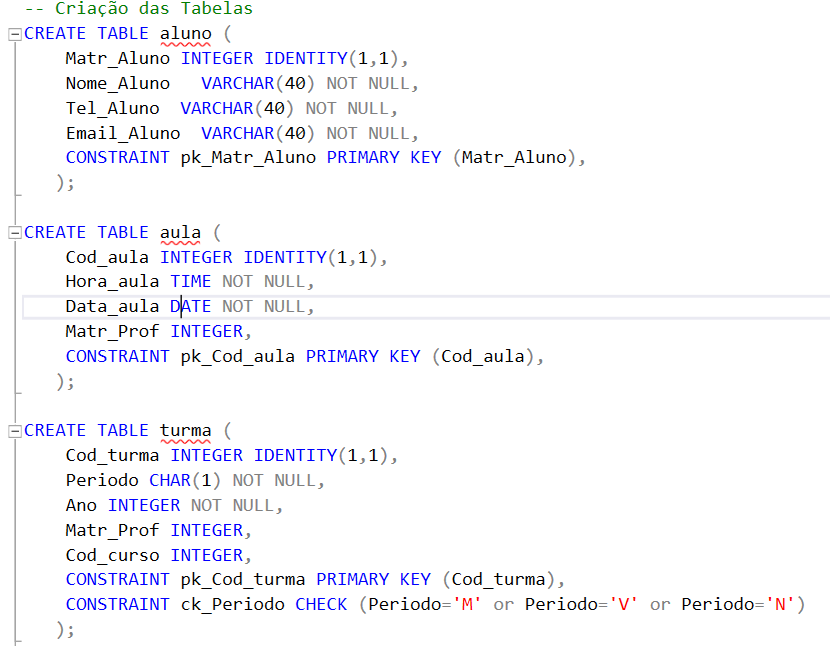 -- Criação das Tabelas
CREATE TABLE aluno (
Matr_Aluno INTEGER IDENTITY(1,1),
Nome_Aluno VARCHAR(40) NOT NULL,
Tel_Aluno VARCHAR(40) NOT NULL,
Email_Aluno VARCHAR(40) NOT NULL,
CONSTRAINT pk_Matr_Aluno PRIMARY KEY (Matr_Aluno),
);
CREATE TABLE aula (
Cod_aula INTEGER IDENTITY(1,1),
Hora_aula TIME NOT NULL,
Data_aula DATE NOT NULL,
Matr_Prof INTEGER,
CONSTRAINT pk_Cod_aula PRIMARY KEY (Cod_aula),
);
CREATE TABLE turma (
Cod_turma INTEGER IDENTITY(1,1),
Periodo CHAR(1) NOT NULL,
Ano INTEGER NOT NULL,
Matr_Prof INTEGER,
Cod_curso INTEGER,
CONSTRAINT pk_Cod_turma PRIMARY KEY (Cod_turma),
CONSTRAINT ck_Periodo CHECK (Periodo='M' or Periodo='V' or Periodo='N')
);